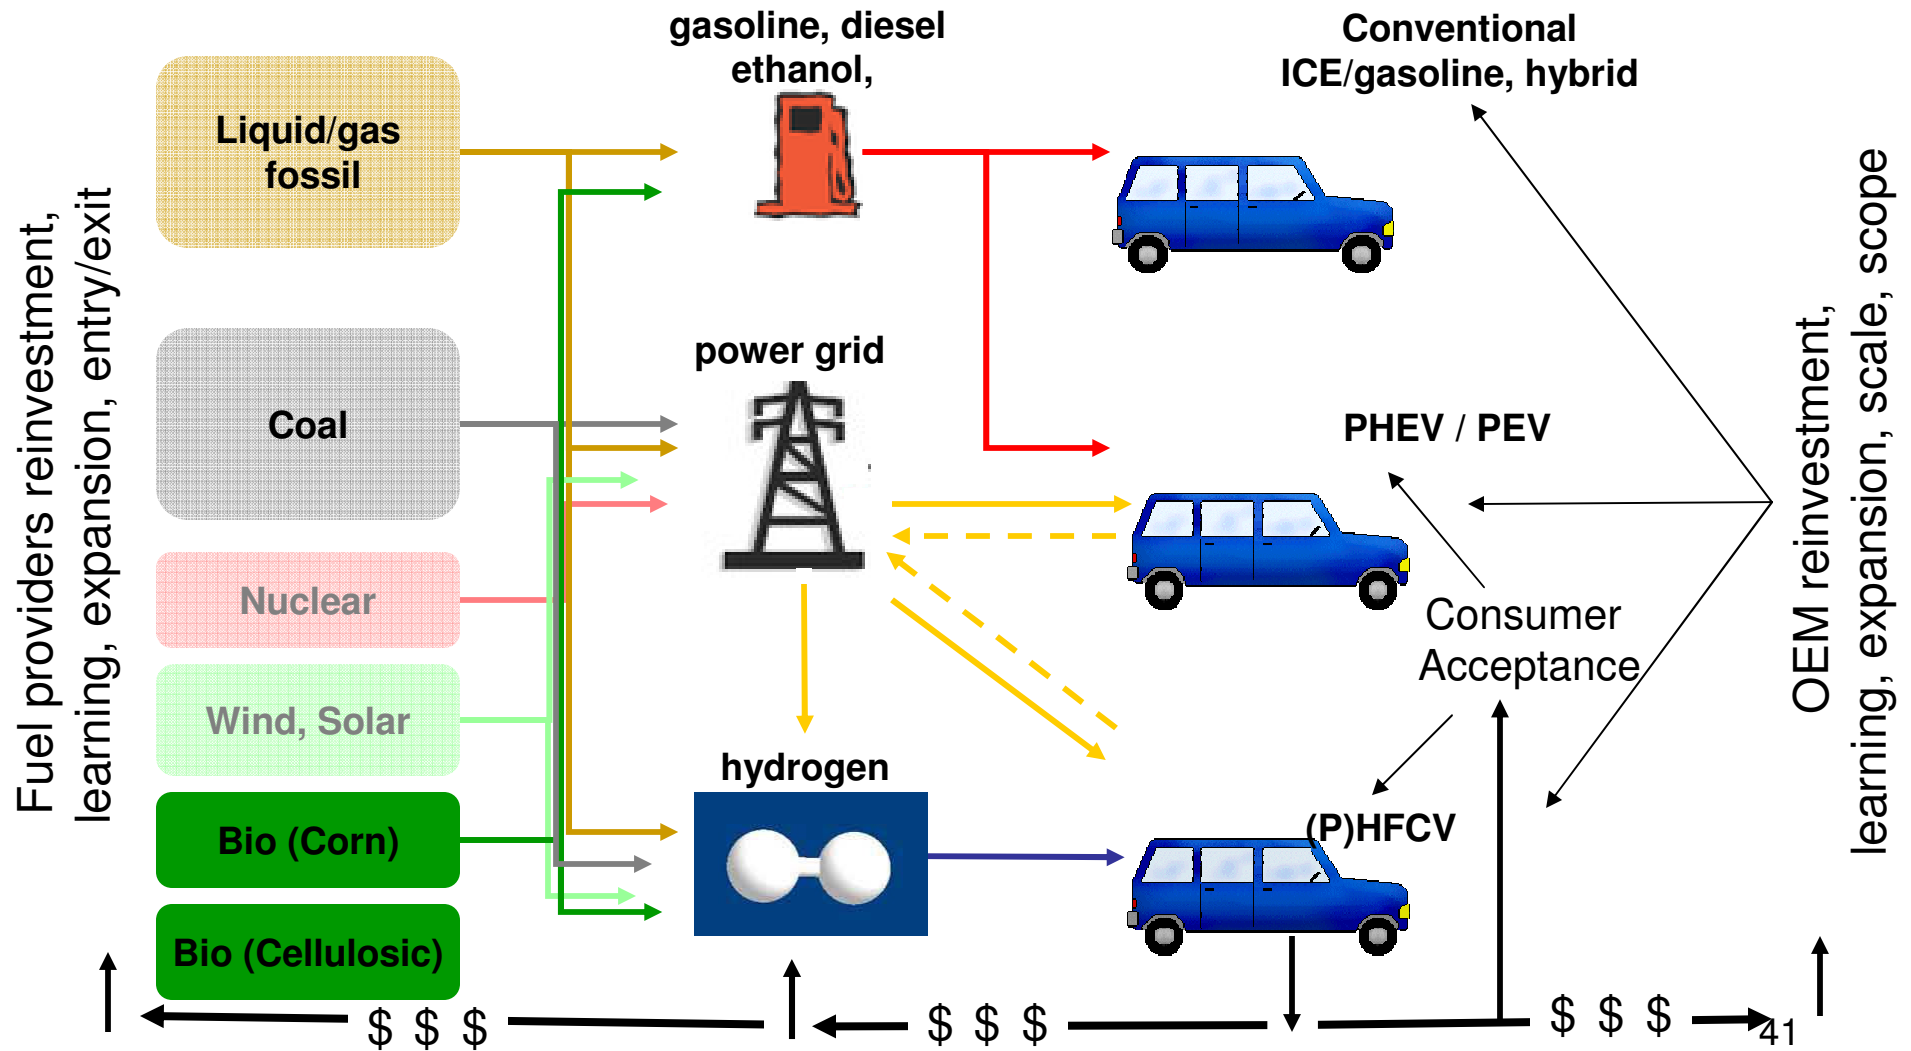 gasoline, diesel
ethanol,
Conventional
ICE/gasoline, hybrid
Liquid/gas
fossil
Fuel providers reinvestment,
learning, expansion, entry/exit
OEM reinvestment,
learning, expansion, scale, scope
power grid
Coal
PHEV / PEV
Nuclear
Consumer
Acceptance
Wind, Solar
hydrogen
Bio (Corn)
(P)HFCV
Bio (Cellulosic)
$ $ $
$ $ $
$ $ $
41